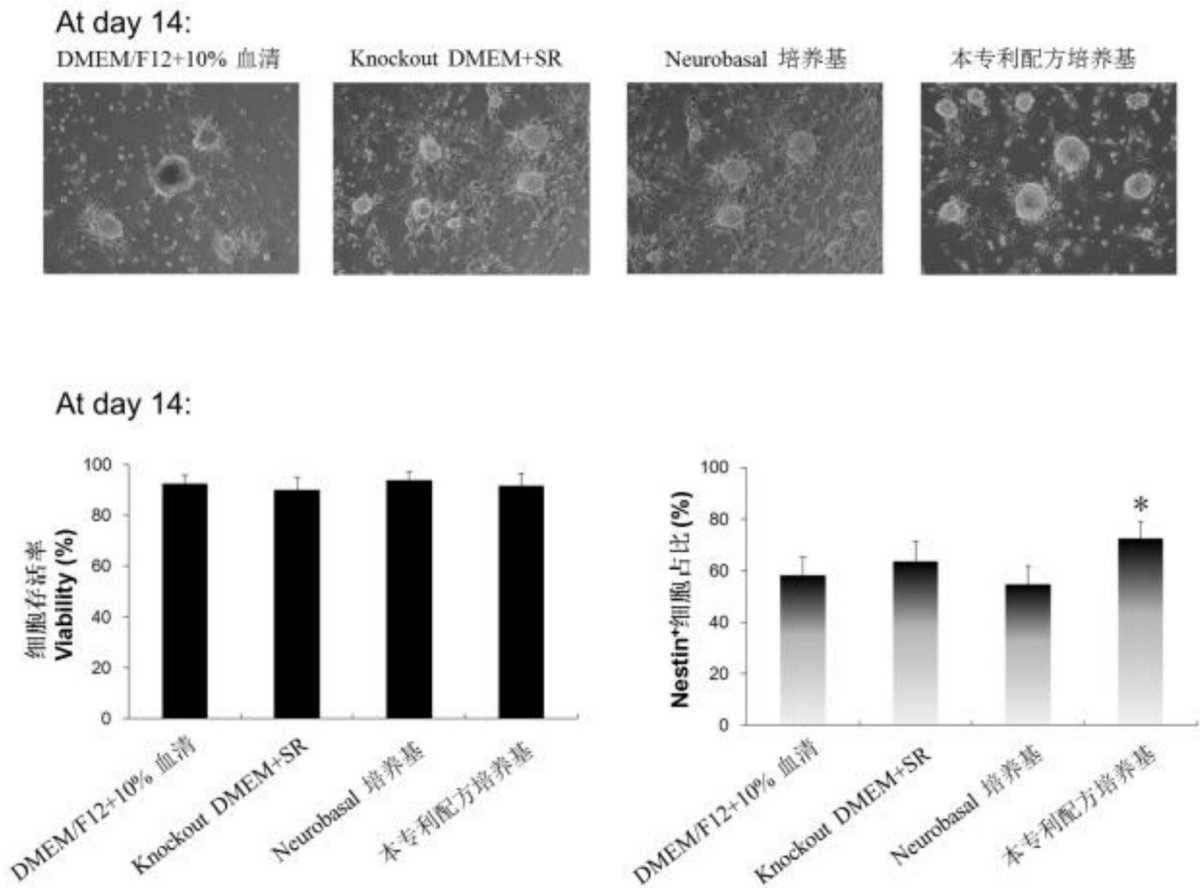 At day 14:
DMEM/F12+10% 血清
Knockout DMEM+SR
Neurobasal 培养基
本专利配方培养基
At day 14:
细胞存活率
Viability (%)
100
80
60
40
20
0
DMEM/F12+10% 血清
Knockout DMEM+SR
Neurobasal 培养基
本专利配方培养基
Nestin⁺细胞占比 (%)
100
80
60
40
20
0
*
DMEM/F12+10% 血清
Knockout DMEM+SR
Neurobasal 培养基
本专利配方培养基